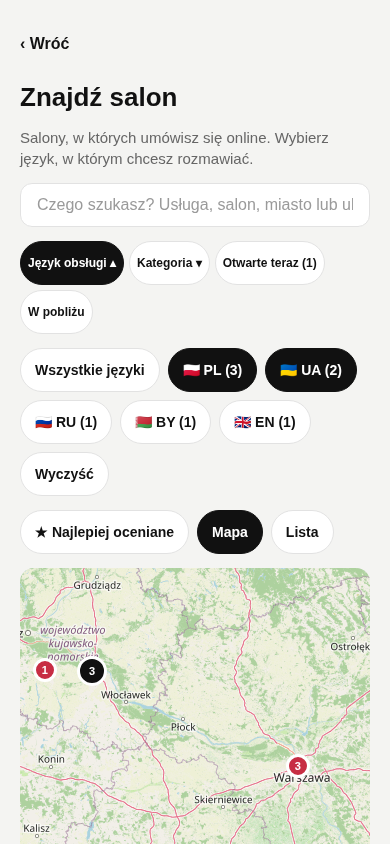 ‹ Wróć
Znajdź salon
Salony, w których umówisz się online. Wybierz
język, w którym chcesz rozmawiać.
Czego szukasz? Usługa, salon, miasto lub ul
Język obsługi ▴ Kategoria ▾ Otwarte teraz (1)
W pobliżu
Wszystkie języki 🇵🇱 PL (3) 🇺🇦 UA (2)
🇷🇺 RU (1) 🇧🇾 BY (1) 🇬🇧 EN (1)
Wyczyść
★ Najlepiej oceniane Mapa Lista
Grudziądz
województwo
kujawsko-
pomorskie
Ostrołęk
1
3
Włocławek
Płock
Konin
3
Warszawa
Skierniewice
Kalisz